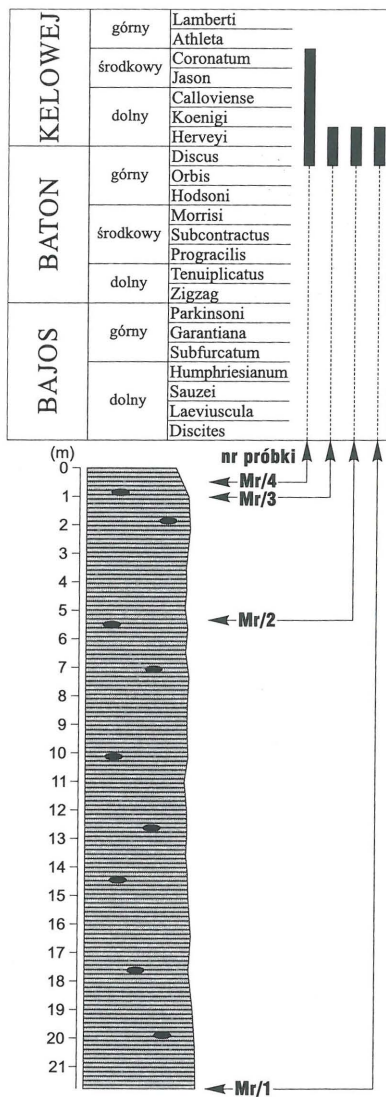 KELOWEJ
górny
Lamberti
Athleta
środkowy
Coronatum
Jason
dolny
Calloviense
Koenigi
Herveyi
BATON
górny
Discus
Orbis
Hodsoni
środkowy
Morrisi
Subcontractus
Progracilis
dolny
Tenuiplicatus
Zigzag
BAJOS
górny
Parkinsoni
Garantiana
Subfurcatum
dolny
Humphriesianum
Sauzei
Laeviuscula
Discites
(m)
nr próbki
0
Mr/4
1
Mr/3
2
3
4
5
Mr/2
6
7
8
9
10
11
12
13
14
15
16
17
18
19
20
21
Mr/1